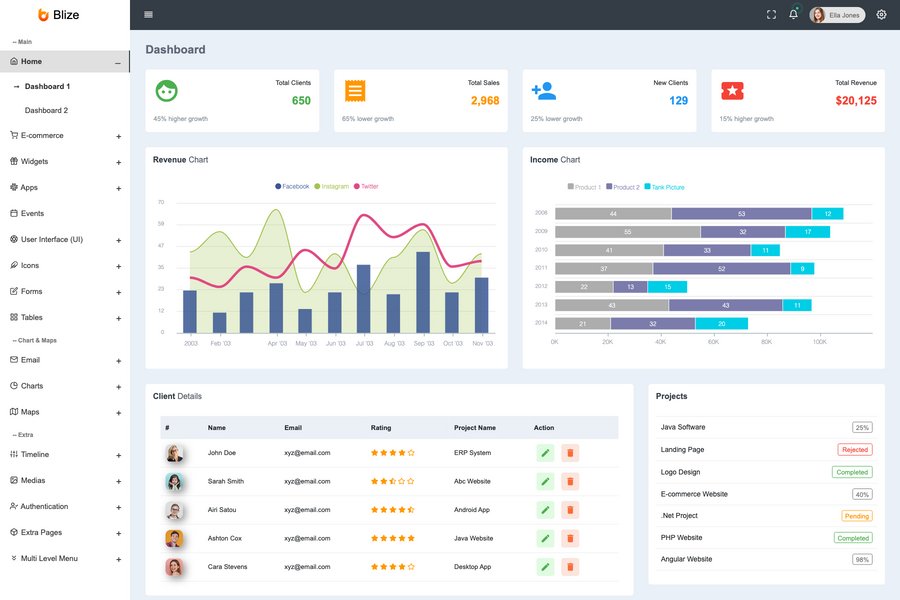 Blize
-- Main
Home
→ Dashboard 1
Dashboard 2
E-commerce
Widgets
Apps
Events
User Interface (UI)
Icons
Forms
Tables
-- Chart & Maps
Email
Charts
Maps
-- Extra
Timeline
Medias
Authentication
Extra Pages
Multi Level Menu
Ella Jones
Dashboard
Total Clients
650
45% higher growth
Total Sales
2,968
65% lower growth
New Clients
129
25% lower growth
Total Revenue
$20,125
15% higher growth
Revenue Chart
Facebook Instagram Twitter
70
59
47
35
23
12
0
2003 Feb '03 Apr '03 May '03 Jun '03 Jul '03 Aug '03 Sep '03 Oct '03 Nov '03
Income Chart
Product 1 Product 2 Tank Picture
2008 44 53 12
2009 55 32 17
2010 41 33 11
2011 37 52 9
2012 22 13 15
2013 43 43 11
2014 21 32 20
0K 20K 40K 60K 80K 100K
Client Details
# Name Email Rating Project Name Action
John Doe xyz@email.com ERP System
Sarah Smith xyz@email.com Abc Website
Airi Satou xyz@email.com Android App
Ashton Cox xyz@email.com Java Website
Cara Stevens xyz@email.com Desktop App
Projects
Java Software 25%
Landing Page Rejected
Logo Design Completed
E-commerce Website 40%
.Net Project Pending
PHP Website Completed
Angular Website 98%